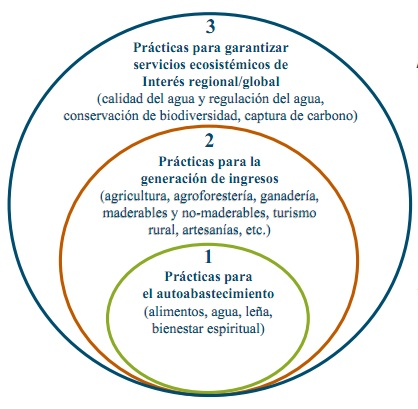 3
Prácticas para garantizar
servicios ecosistémicos de
Interés regional/global
(calidad del agua y regulación del agua,
conservación de biodiversidad, captura de carbono)
2
Prácticas para la
generación de ingresos
(agricultura, agroforestería, ganadería,
maderables y no-maderables, turismo
rural, artesanías, etc.)
1
Prácticas para
el autoabastecimiento
(alimentos, agua, leña,
bienestar espiritual)